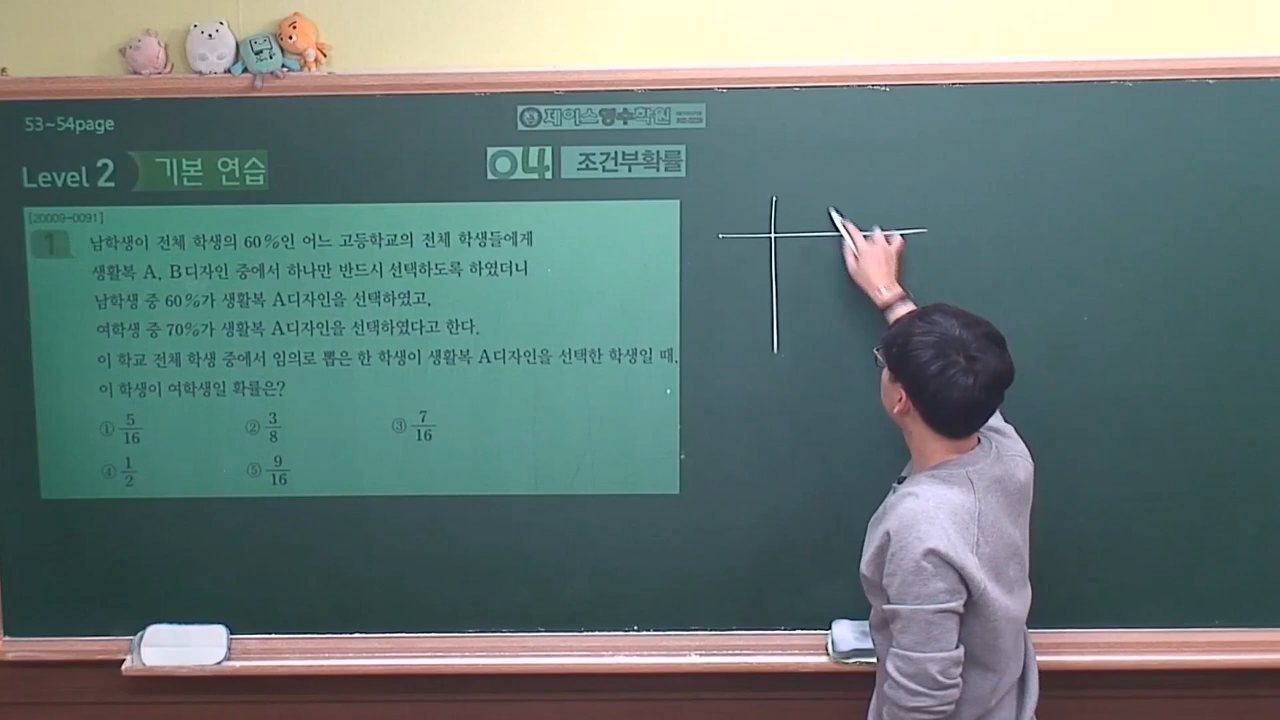 53~54page
제이스영수학원
Level 2 기본 연습
04 조건부확률
[20009-0091]
1 남학생이 전체 학생의 60%인 어느 고등학교의 전체 학생들에게
생활복 A, B디자인 중에서 하나만 반드시 선택하도록 하였더니
남학생 중 60%가 생활복 A디자인을 선택하였고,
여학생 중 70%가 생활복 A디자인을 선택하였다고 한다.
이 학교 전체 학생 중에서 임의로 뽑은 한 학생이 생활복 A디자인을 선택한 학생일 때,
이 학생이 여학생일 확률은?
① 5/16 ② 3/8 ③ 7/16
④ 1/2 ⑤ 9/16